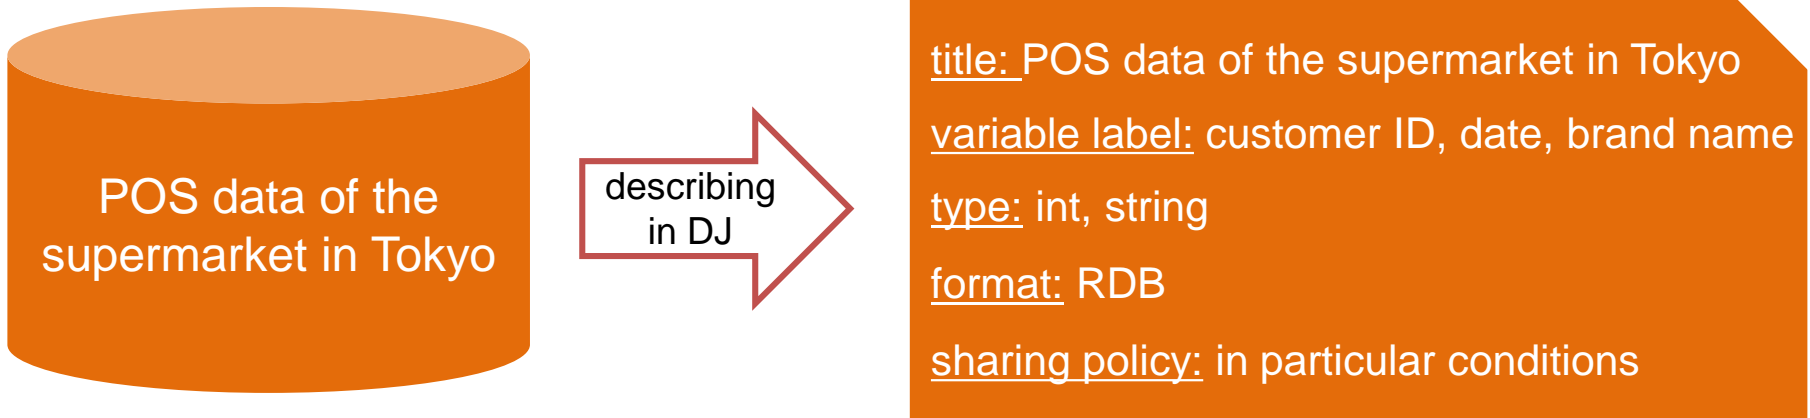 POS data of the
supermarket in Tokyo
describing
in DJ
title: POS data of the supermarket in Tokyo
variable label: customer ID, date, brand name
type: int, string
format: RDB
sharing policy: in particular conditions